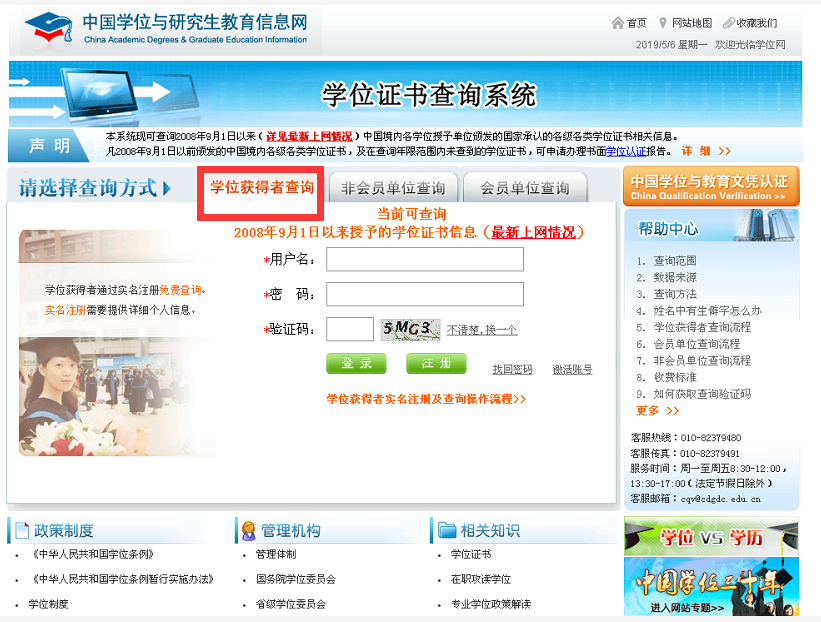 中国学位与研究生教育信息网
China Academic Degrees & Graduate Education Information
首页 网站地图 收藏我们
2019/5/6 星期一 欢迎光临学位网
学位证书查询系统
声 明
本系统现可查询2008年9月1日以来（详见最新上网情况）中国境内各学位授予单位颁发的国家承认的各级各类学位证书相关信息。
凡2008年9月1日以前颁发的中国境内各级各类学位证书，及在查询年限范围内未查到的学位证书，可申请办理书面学位认证报告。 详 细 >>
请选择查询方式
学位获得者查询
非会员单位查询
会员单位查询
当前可查询
2008年9月1日以来授予的学位证书信息（最新上网情况）
学位获得者通过实名注册免费查询。
实名注册需要提供详细个人信息。
*用户名：
*密 码：
*验证码： 5MG3 不清楚,换一个
登 录 注 册 找回密码 激活账号
学位获得者实名注册及查询操作流程>>
中国学位与教育文凭认证
China Qualification Verification >>
帮助中心
1. 查询范围
2. 数据来源
3. 查询方法
4. 姓名中有生僻字怎么办
5. 学位获得者查询流程
6. 会员单位查询流程
7. 非会员单位查询流程
8. 收费标准
9. 如何获取查询验证码
更多 >>
客服热线：010-82379480
客服传真：010-82379491
服务时间：周一至周五8:30-12:00，
13:30-17:00（法定节假日除外）
客服邮箱：cqv@cdgdc.edu.cn
政策制度
· 《中华人民共和国学位条例》
· 《中华人民共和国学位条例暂行实施办法》
· 学位制度
管理机构
· 管理体制
· 国务院学位委员会
· 省级学位委员会
相关知识
· 学位证书
· 在职攻读学位
· 专业学位政策解读
学位 VS 学历
中国学位三十年
进入网站专题>>